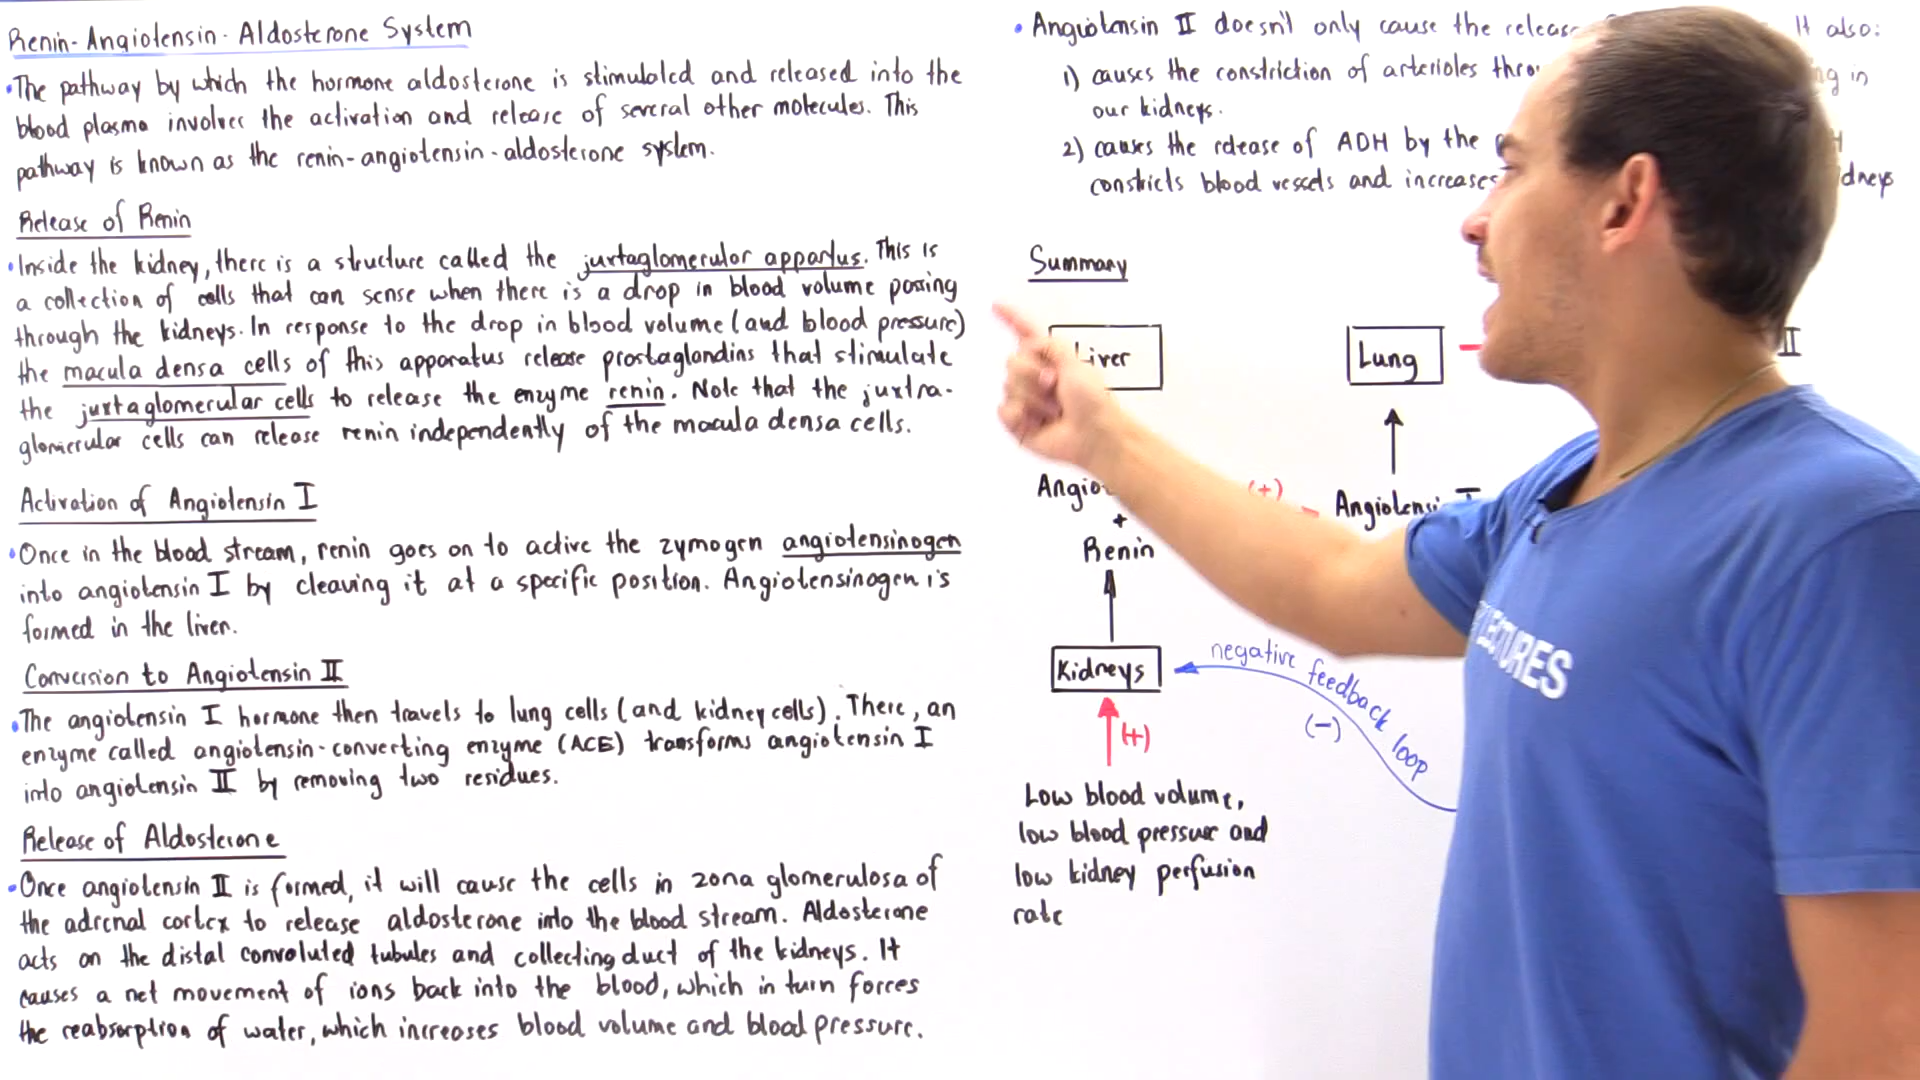 Renin-Angiotensin-Aldosterone System
•The pathway by which the hormone aldosterone is stimulated and released into the
blood plasma involves the activation and release of several other molecules. This
pathway is known as the renin-angiotensin-aldosterone system.
Release of Renin
•Inside the kidney, there is a structure called the juxtaglomerular appartus. This is
a collection of cells that can sense when there is a drop in blood volume passing
through the kidneys. In response to the drop in blood volume (and blood pressure)
the macula densa cells of this apparatus release prostaglandins that stimulate
the juxtaglomerular cells to release the enzyme renin. Note that the juxtra-
glomerular cells can release renin independently of the macula densa cells.
Activation of Angiotensin I
•Once in the blood stream, renin goes on to active the zymogen angiotensinogen
into angiotensin I by cleaving it at a specific position. Angiotensinogen is
formed in the liver.
Conversion to Angiotensin II
•The angiotensin I hormone then travels to lung cells (and kidney cells). There, an
enzyme called angiotensin-converting enzyme (ACE) transforms angiotensin I
into angiotensin II by removing two residues.
Release of Aldosterone
•Once angiotensin II is formed, it will cause the cells in zona glomerulosa of
the adrenal cortex to release aldosterone into the blood stream. Aldosterone
acts on the distal convoluted tubules and collecting duct of the kidneys. It
causes a net movement of ions back into the blood, which in turn forces
the reabsorption of water, which increases blood volume and blood pressure.
• Angiotensin II doesn't only cause the release It also:
1) causes the constriction of arterioles in
our kidneys.
2) causes the release of ADH by the
constricts blood vessels and increases
Summary
Liver
Lung
II
(+)
Angiotensin I
+
Renin
Kidneys
negative feedback loop
(-)
(+)
Low blood volume,
low blood pressure and
low kidney perfusion
rate
LECTURES